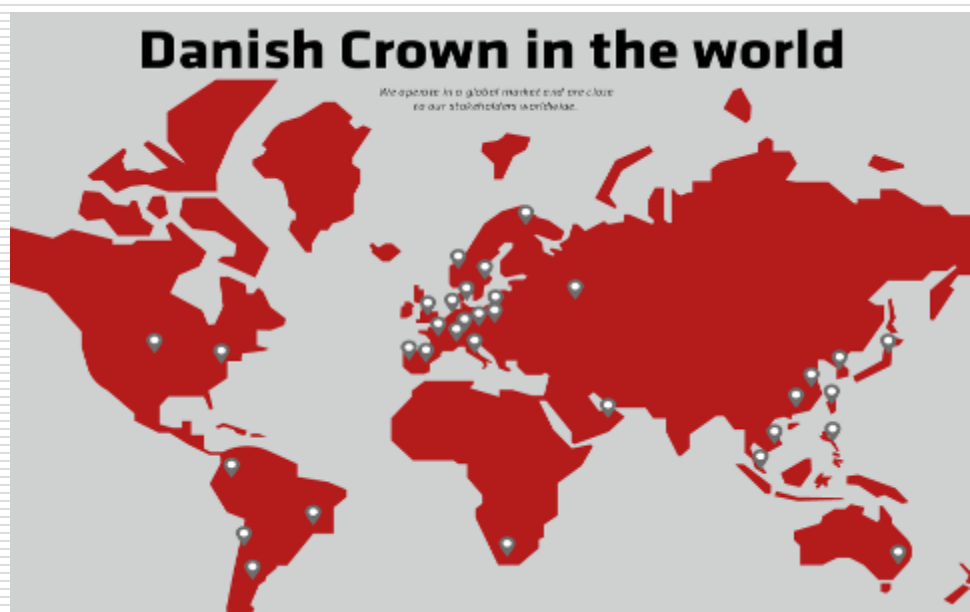 Danish Crown in the world
We operate in a global market and are close
to our stakeholders worldwide.